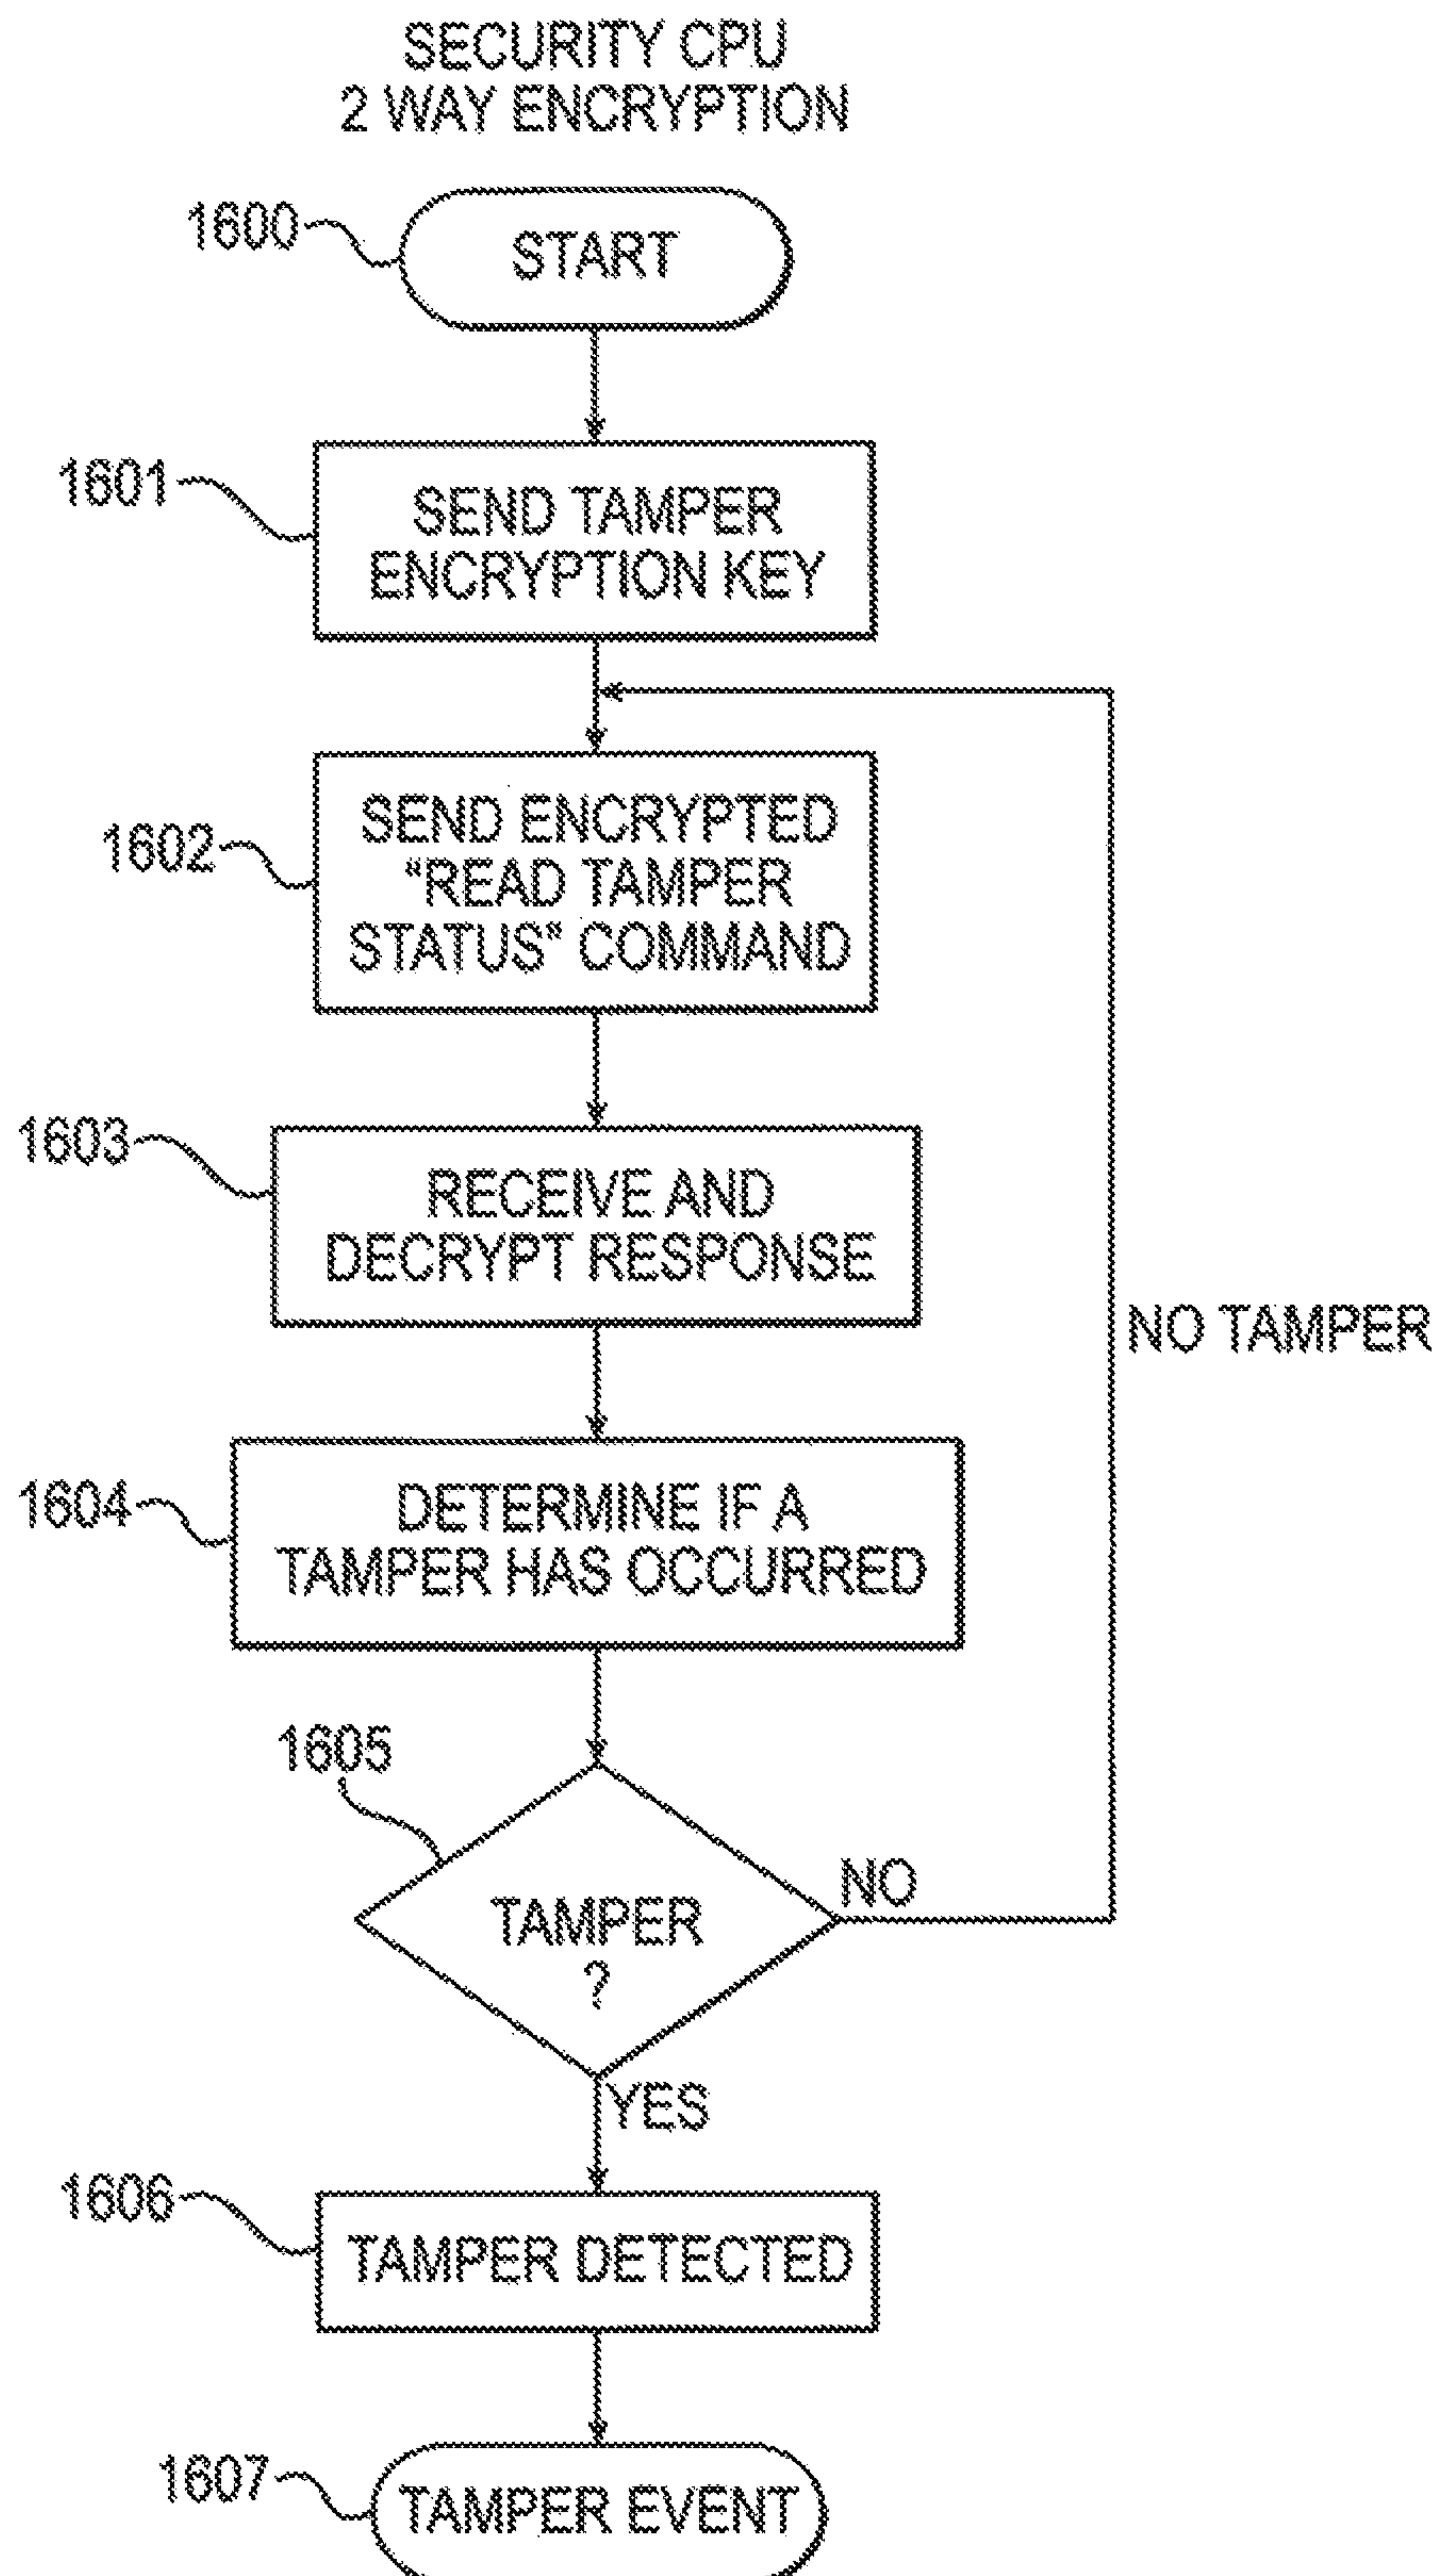 SECURITY CPU
2 WAY ENCRYPTION
1600
START
1601
SEND TAMPER
ENCRYPTION KEY
1602
SEND ENCRYPTED
"READ TAMPER
STATUS" COMMAND
1603
RECEIVE AND
DECRYPT RESPONSE
NO TAMPER
1604
DETERMINE IF A
TAMPER HAS OCCURRED
1605
TAMPER
?
NO
YES
1606
TAMPER DETECTED
1607
TAMPER EVENT